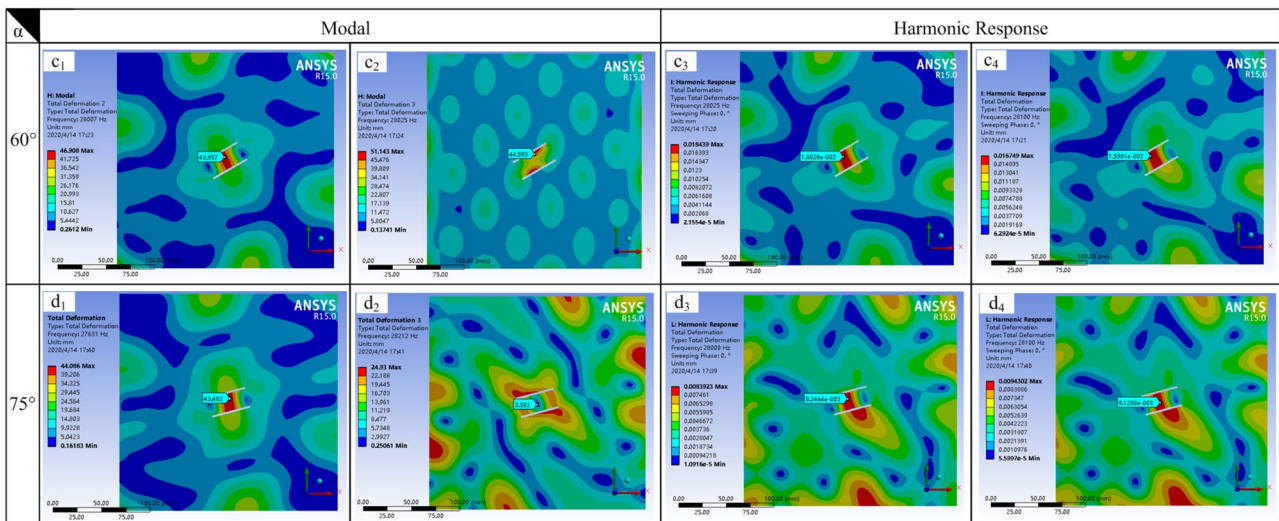 α
Modal
Harmonic Response
60°
c1
ANSYS
R15.0
H: Modal
Total Deformation 2
Type: Total Deformation
Frequency: 28007 Hz
Unit: mm
2020/4/14 17:23
46.908 Max
41.725
36.542
31.359
26.176
20.993
15.81
10.627
5.4442
0.2612 Min
43.957
X
0.00
50.00
100.00 (mm)
25.00
75.00
c2
ANSYS
R15.0
H: Modal
Total Deformation 3
Type: Total Deformation
Frequency: 28025 Hz
Unit: mm
2020/4/14 17:24
51.143 Max
45.476
39.809
34.141
28.474
22.807
17.139
11.472
5.8047
0.13741 Min
44.599
X
0.00
50.00
100.00 (mm)
25.00
75.00
c3
ANSYS
R15.0
I: Harmonic Response
Total Deformation
Type: Total Deformation
Frequency: 28025 Hz
Sweeping Phase: 0. °
Unit: mm
2020/4/14 17:20
0.018439 Max
0.016393
0.014347
0.0123
0.010254
0.0082072
0.0061608
0.0041144
0.002068
2.1554e-5 Min
1.8028e-002
X
0.00
50.00
100.00 (mm)
25.00
75.00
c4
ANSYS
R15.0
I: Harmonic Response
Total Deformation
Type: Total Deformation
Frequency: 28100 Hz
Sweeping Phase: 0. °
Unit: mm
2020/4/14 17:21
0.016749 Max
0.014895
0.013041
0.011187
0.0093328
0.0074788
0.0056248
0.0037709
0.0019169
6.2924e-5 Min
1.5981e-002
X
0.00
50.00
100.00 (mm)
25.00
75.00
75°
d1
ANSYS
R15.0
Total Deformation
Type: Total Deformation
Frequency: 27631 Hz
Unit: mm
2020/4/14 17:40
44.086 Max
39.206
34.325
29.445
24.564
19.684
14.803
9.9228
5.0423
0.16183 Min
43.482
X
0.00
50.00
100.00 (mm)
25.00
75.00
d2
ANSYS
R15.0
Total Deformation 3
Type: Total Deformation
Frequency: 28212 Hz
Unit: mm
2020/4/14 17:41
24.93 Max
22.188
19.445
16.703
13.961
11.219
8.477
5.7348
2.9927
0.25061 Min
3.592
X
0.00
50.00
100.00 (mm)
25.00
75.00
d3
ANSYS
R15.0
L: Harmonic Response
Total Deformation
Type: Total Deformation
Frequency: 28000 Hz
Sweeping Phase: 0. °
Unit: mm
2020/4/14 17:39
0.0083923 Max
0.007461
0.0065298
0.0055985
0.0046672
0.003736
0.0028047
0.0018734
0.00094218
1.0916e-5 Min
8.2444e-003
X
0.00
50.00
100.00 (mm)
25.00
75.00
d4
ANSYS
R15.0
L: Harmonic Response
Total Deformation
Type: Total Deformation
Frequency: 28100 Hz
Sweeping Phase: 0. °
Unit: mm
2020/4/14 17:40
0.0094302 Max
0.0083886
0.007347
0.0063054
0.0052639
0.0042223
0.0031807
0.0021391
0.0010976
5.5997e-5 Min
9.1288e-003
X
0.00
50.00
100.00 (mm)
25.00
75.00